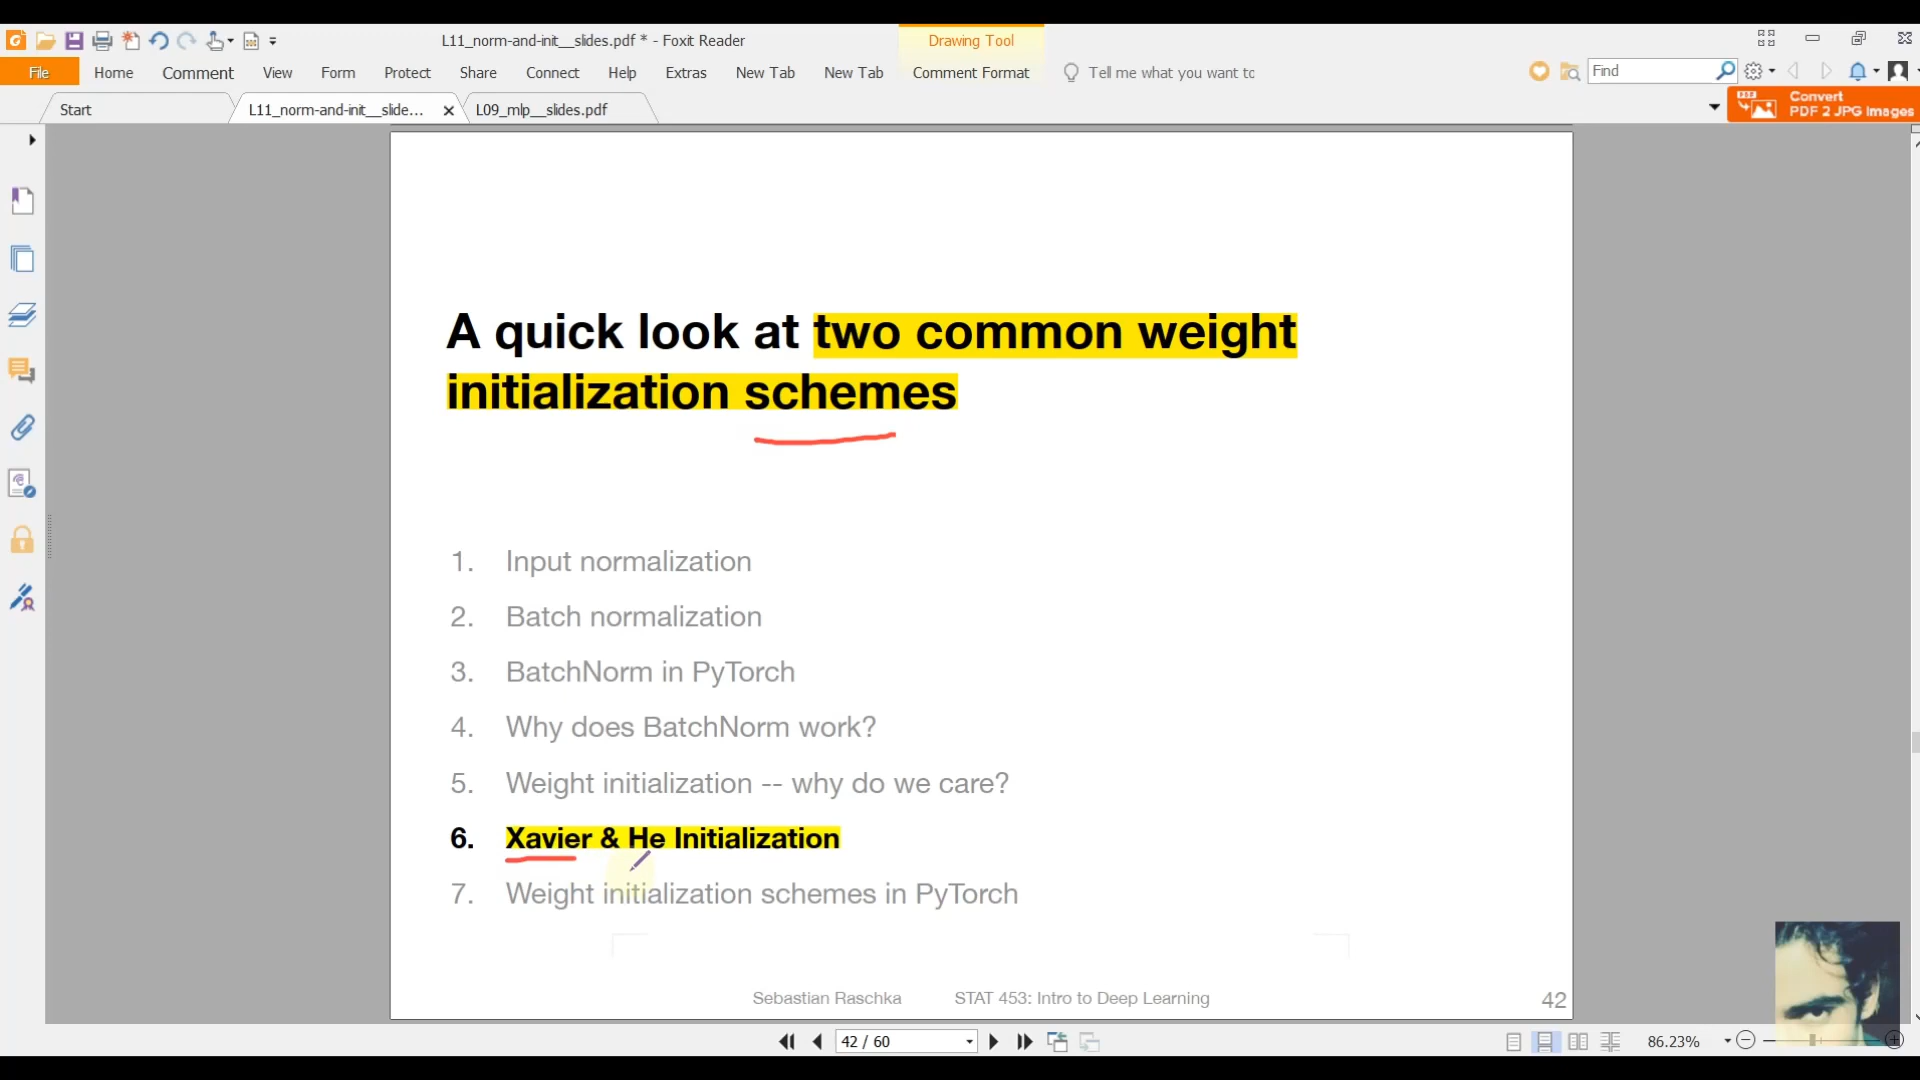 L11_norm-and-init__slides.pdf * - Foxit Reader
Drawing Tool
File Home Comment View Form Protect Share Connect Help Extras New Tab New Tab Comment Format Tell me what you want to Find
Start L11_norm-and-init__slide... L09_mlp__slides.pdf
Convert
PDF 2 JPG Images
A quick look at two common weight
initialization schemes
1. Input normalization
2. Batch normalization
3. BatchNorm in PyTorch
4. Why does BatchNorm work?
5. Weight initialization -- why do we care?
6. Xavier & He Initialization
7. Weight initialization schemes in PyTorch
Sebastian Raschka STAT 453: Intro to Deep Learning 42
42 / 60 86.23%